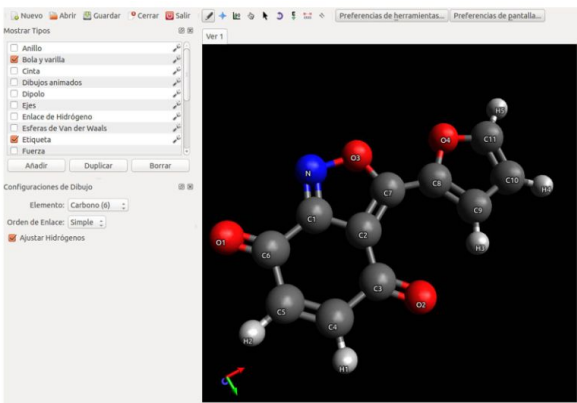 Nuevo Abrir Guardar Cerrar Salir Preferencias de herramientas... Preferencias de pantalla...
Mostrar Tipos
Ver 1
Anillo
Bola y varilla
Cinta
Dibujos animados
Dipolo
Ejes
Enlace de Hidrógeno
Esferas de Van der Waals
Etiqueta
Fuerza
Añadir Duplicar Borrar
Configuraciones de Dibujo
Elemento: Carbono (6)
Orden de Enlace: Simple
Ajustar Hidrógenos
H5
O4 C11
O3
N C8 C10 H4
C7
C9
C1
C2 H3
O1
C6
C3
O2
C5
C4
H2
H1